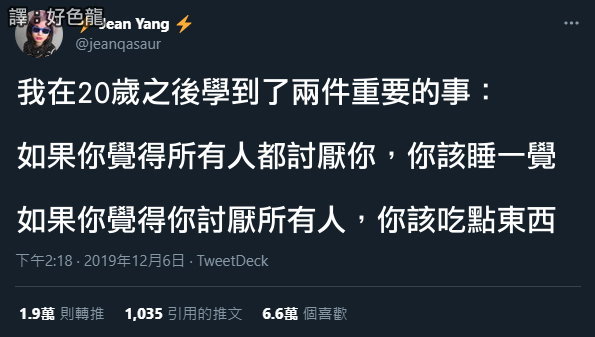 譯：好色龍
⚡ Jean Yang ⚡
@jeanqasaur
我在20歲之後學到了兩件重要的事：
如果你覺得所有人都討厭你，你該睡一覺
如果你覺得你討厭所有人，你該吃點東西
下午2:18 · 2019年12月6日 · TweetDeck
1.9萬 則轉推 1,035 引用的推文 6.6萬 個喜歡